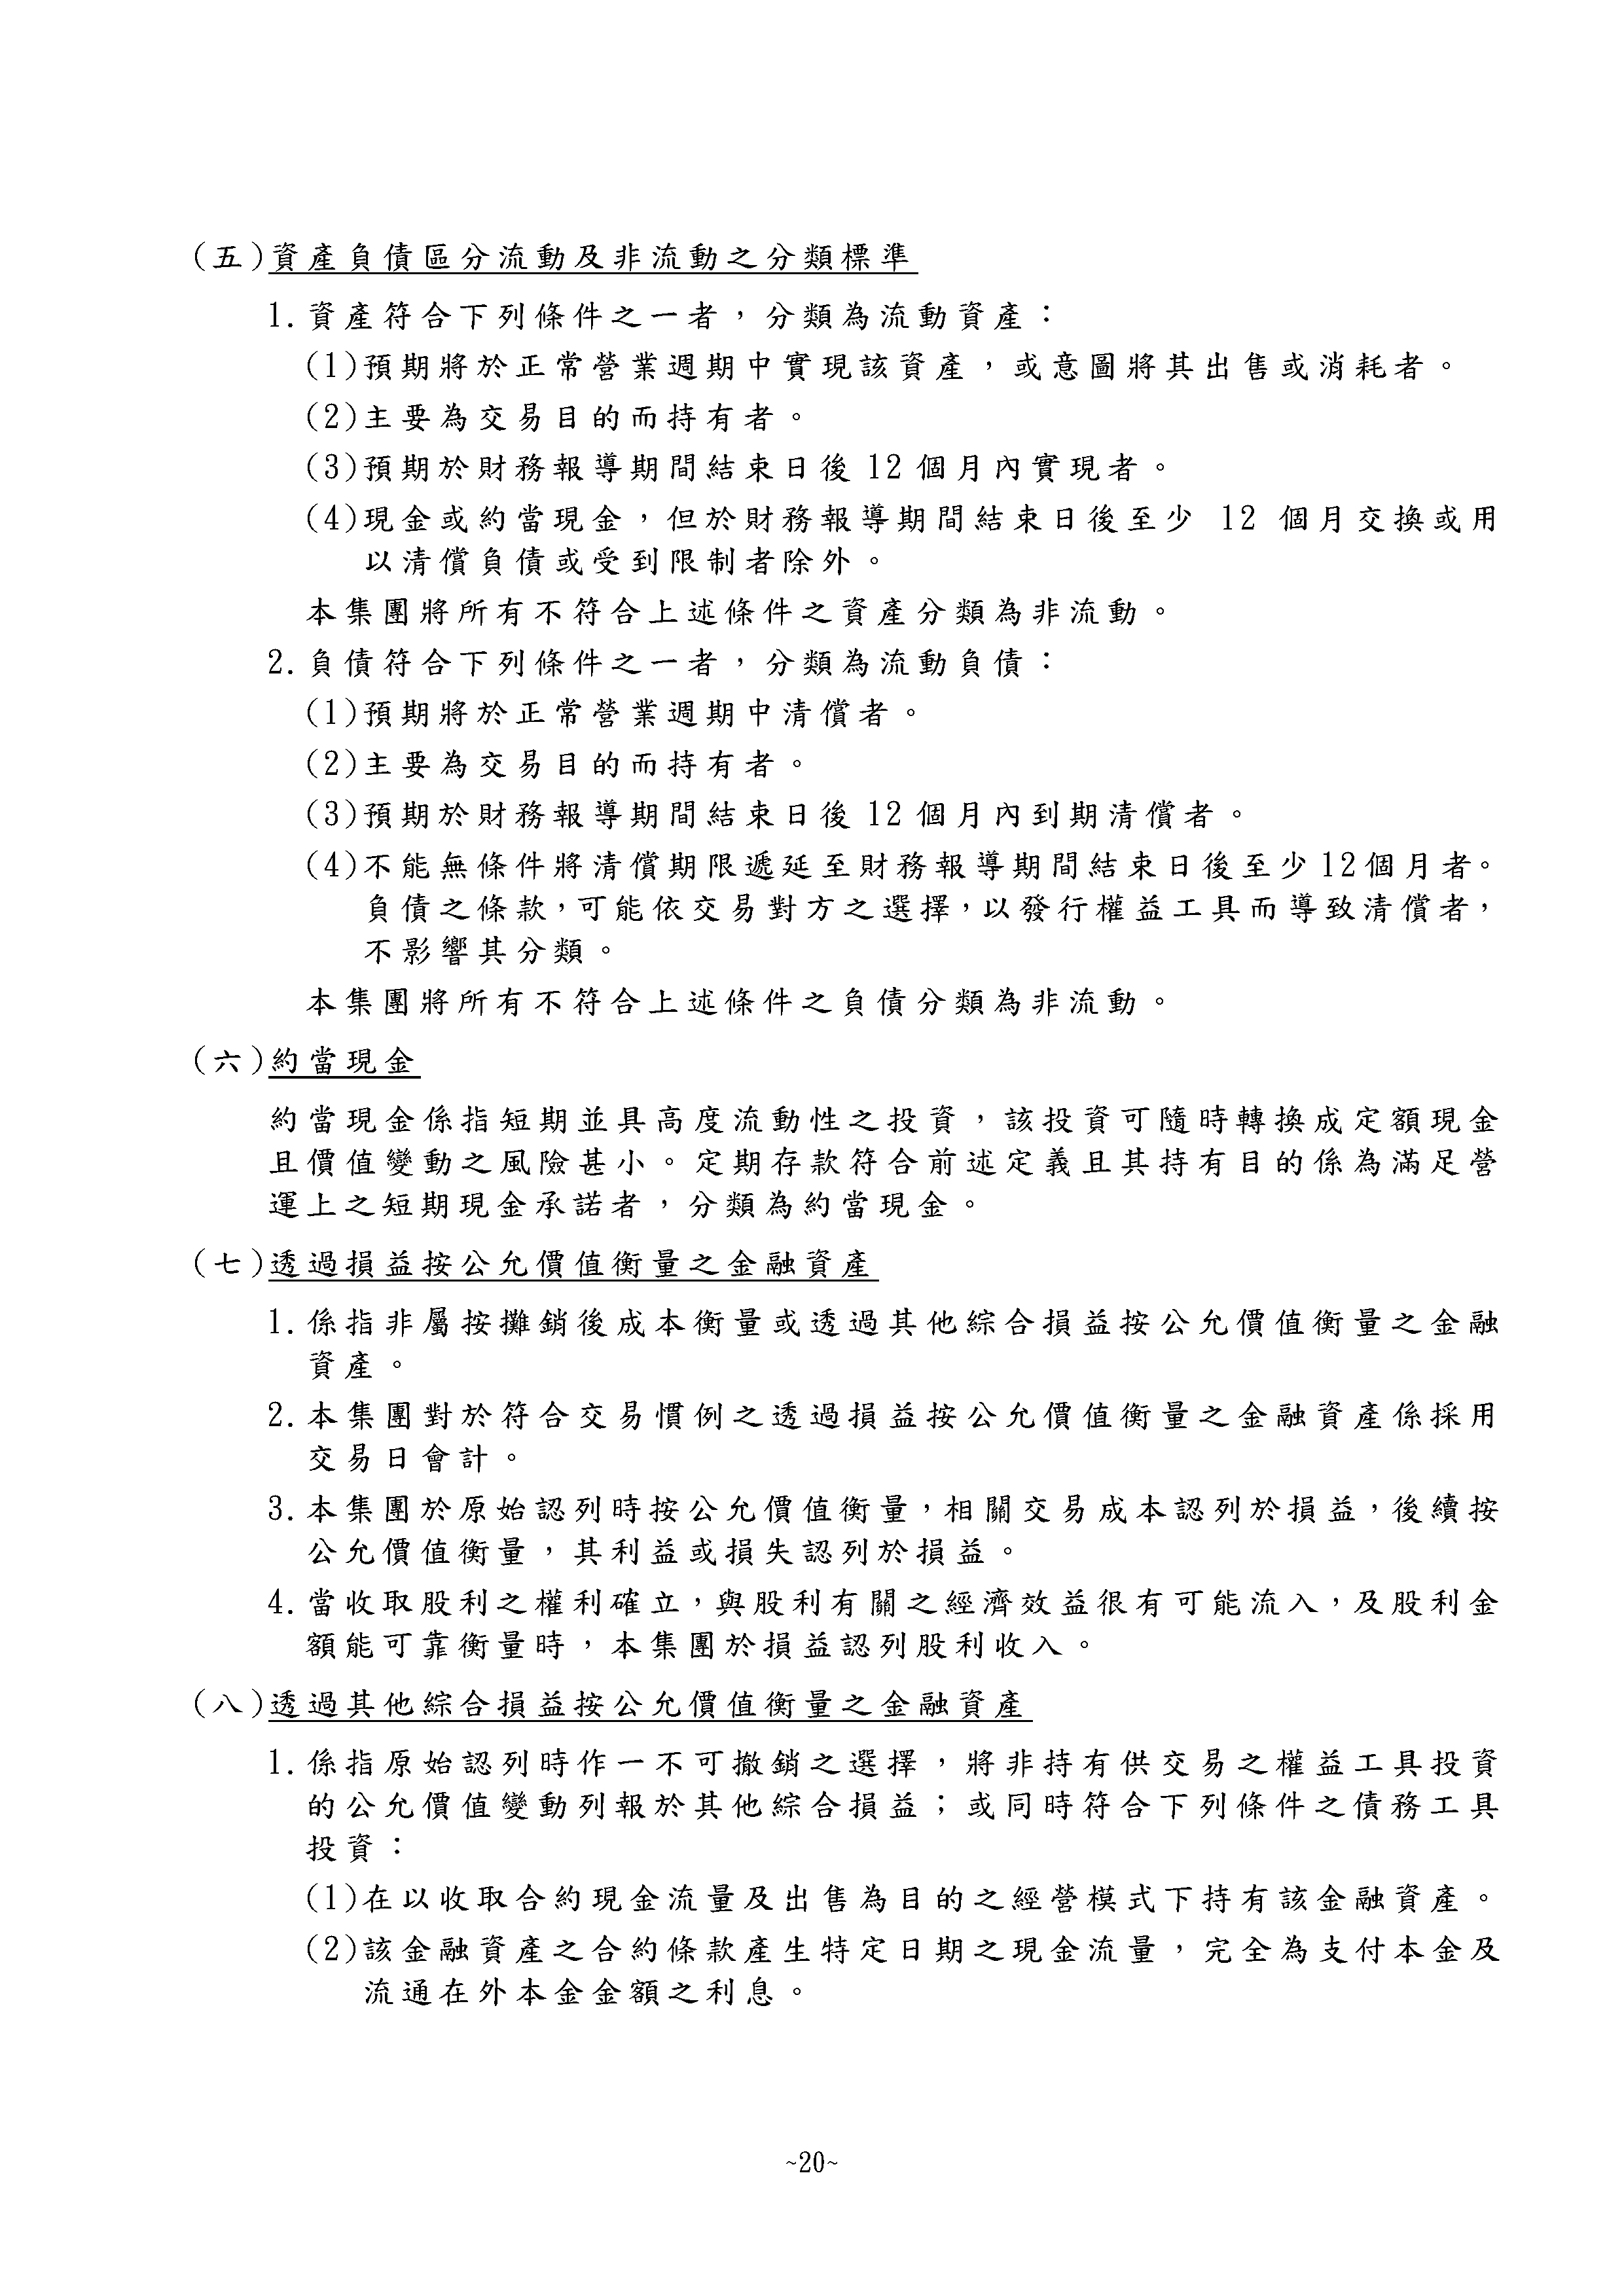 (五)資產負債區分流動及非流動之分類標準
1.資產符合下列條件之一者，分類為流動資產：
(1)預期將於正常營業週期中實現該資產，或意圖將其出售或消耗者。
(2)主要為交易目的而持有者。
(3)預期於財務報導期間結束日後 12 個月內實現者。
(4)現金或約當現金，但於財務報導期間結束日後至少 12 個月交換或用
以清償負債或受到限制者除外。
本集團將所有不符合上述條件之資產分類為非流動。
2.負債符合下列條件之一者，分類為流動負債：
(1)預期將於正常營業週期中清償者。
(2)主要為交易目的而持有者。
(3)預期於財務報導期間結束日後 12 個月內到期清償者。
(4)不能無條件將清償期限遞延至財務報導期間結束日後至少12個月者。
負債之條款，可能依交易對方之選擇，以發行權益工具而導致清償者，
不影響其分類。
本集團將所有不符合上述條件之負債分類為非流動。
(六)約當現金
約當現金係指短期並具高度流動性之投資，該投資可隨時轉換成定額現金
且價值變動之風險甚小。定期存款符合前述定義且其持有目的係為滿足營
運上之短期現金承諾者，分類為約當現金。
(七)透過損益按公允價值衡量之金融資產
1.係指非屬按攤銷後成本衡量或透過其他綜合損益按公允價值衡量之金融
資產。
2.本集團對於符合交易慣例之透過損益按公允價值衡量之金融資產係採用
交易日會計。
3.本集團於原始認列時按公允價值衡量，相關交易成本認列於損益，後續按
公允價值衡量，其利益或損失認列於損益。
4.當收取股利之權利確立，與股利有關之經濟效益很有可能流入，及股利金
額能可靠衡量時，本集團於損益認列股利收入。
(八)透過其他綜合損益按公允價值衡量之金融資產
1.係指原始認列時作一不可撤銷之選擇，將非持有供交易之權益工具投資
的公允價值變動列報於其他綜合損益；或同時符合下列條件之債務工具
投資：
(1)在以收取合約現金流量及出售為目的之經營模式下持有該金融資產。
(2)該金融資產之合約條款產生特定日期之現金流量，完全為支付本金及
流通在外本金金額之利息。
~20~